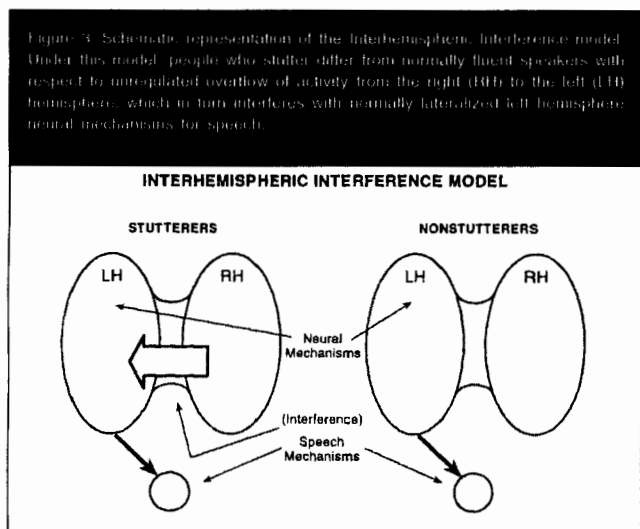 Figure 3. Schematic representation of the Interhemispheric Interference model.
Under this model, people who stutter differ from normally fluent speakers with
respect to unregulated overflow of activity from the right (RH) to the left (LH)
hemisphere, which in turn interferes with normally lateralized left hemisphere
neural mechanisms for speech.
INTERHEMISPHERIC INTERFERENCE MODEL
STUTTERERS NONSTUTTERERS
LH RH LH RH
Neural
Mechanisms
(Interference)
Speech
Mechanisms